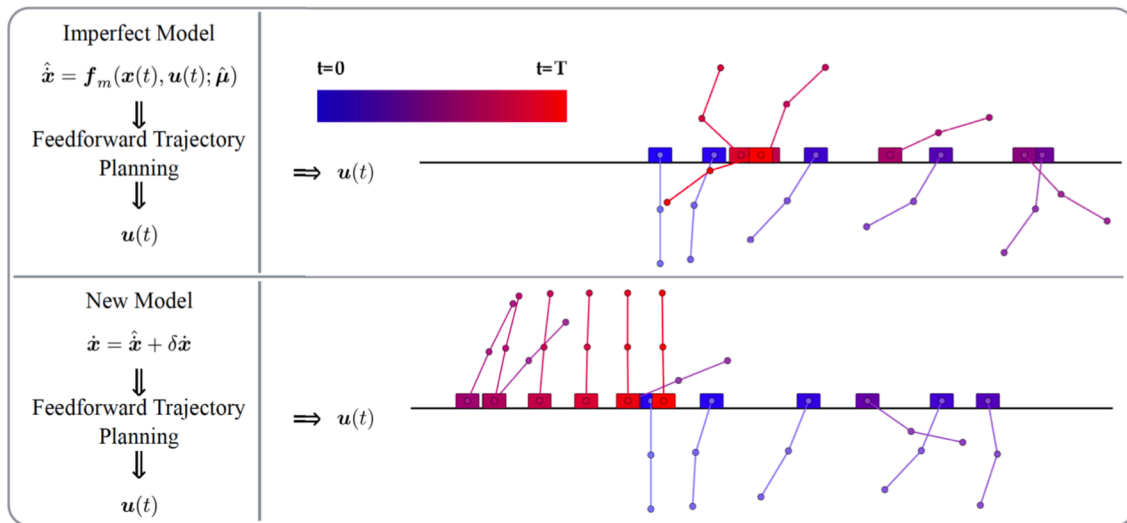 Imperfect Model
$\hat{\dot{\boldsymbol{x}}} = \boldsymbol{f}_m(\boldsymbol{x}(t), \boldsymbol{u}(t); \hat{\boldsymbol{\mu}})$
⇓
Feedforward Trajectory
Planning
⇓
$\boldsymbol{u}(t)$
⇒ $\boldsymbol{u}(t)$
t=0 t=T
New Model
$\dot{\boldsymbol{x}} = \hat{\dot{\boldsymbol{x}}} + \delta\dot{\boldsymbol{x}}$
⇓
Feedforward Trajectory
Planning
⇓
$\boldsymbol{u}(t)$
⇒ $\boldsymbol{u}(t)$